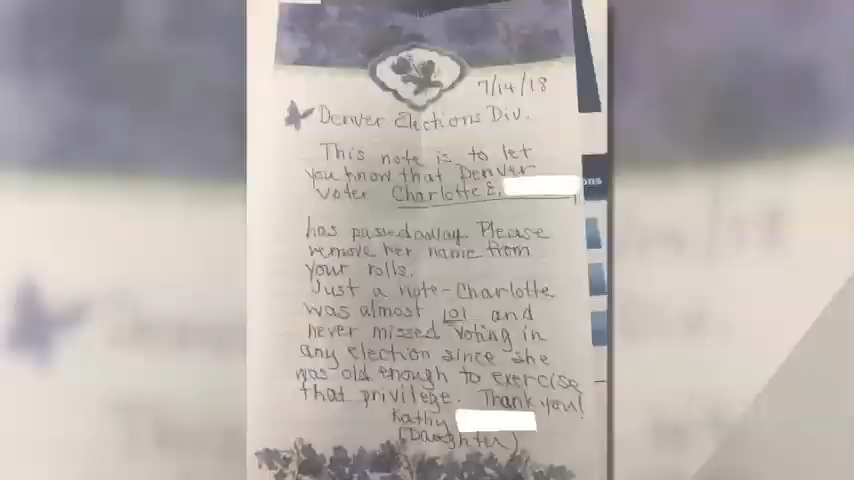 7/14/18
Denver Elections Div.
This note is to let
you know that Denver
voter Charlotte E.
ons
has passed away. Please
remove her name from
your rolls.
Just a note - Charlotte
was almost 101 and
never missed voting in
any election since she
was old enough to exercise
that privilege. Thank you!
Kathy
(Daughter)